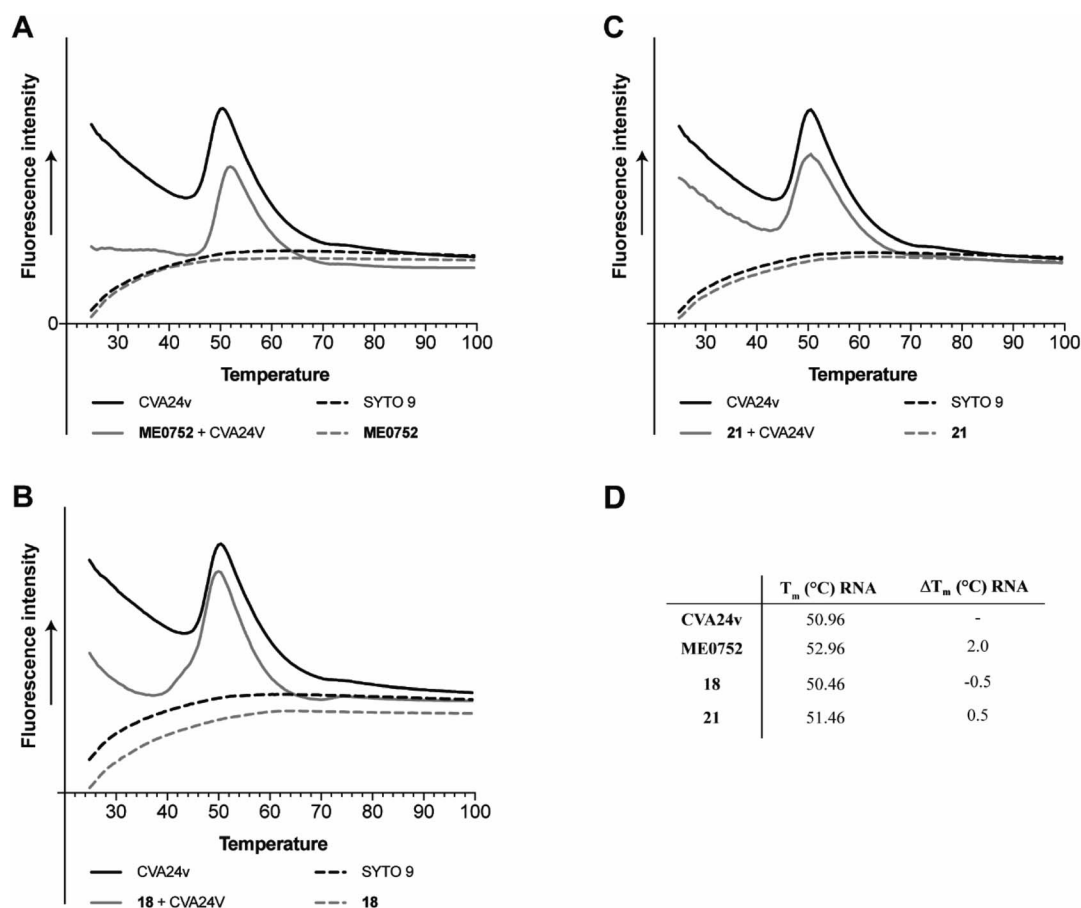 A
Fluorescence intensity
0
30 40 50 60 70 80 90 100
Temperature
CVA24v SYTO 9
ME0752 + CVA24V ME0752
B
Fluorescence intensity
30 40 50 60 70 80 90 100
Temperature
CVA24v SYTO 9
18 + CVA24V 18
C
Fluorescence intensity
30 40 50 60 70 80 90 100
Temperature
CVA24v SYTO 9
21 + CVA24V 21
D
Tm (°C) RNA ΔTm (°C) RNA
CVA24v 50.96 -
ME0752 52.96 2.0
18 50.46 -0.5
21 51.46 0.5